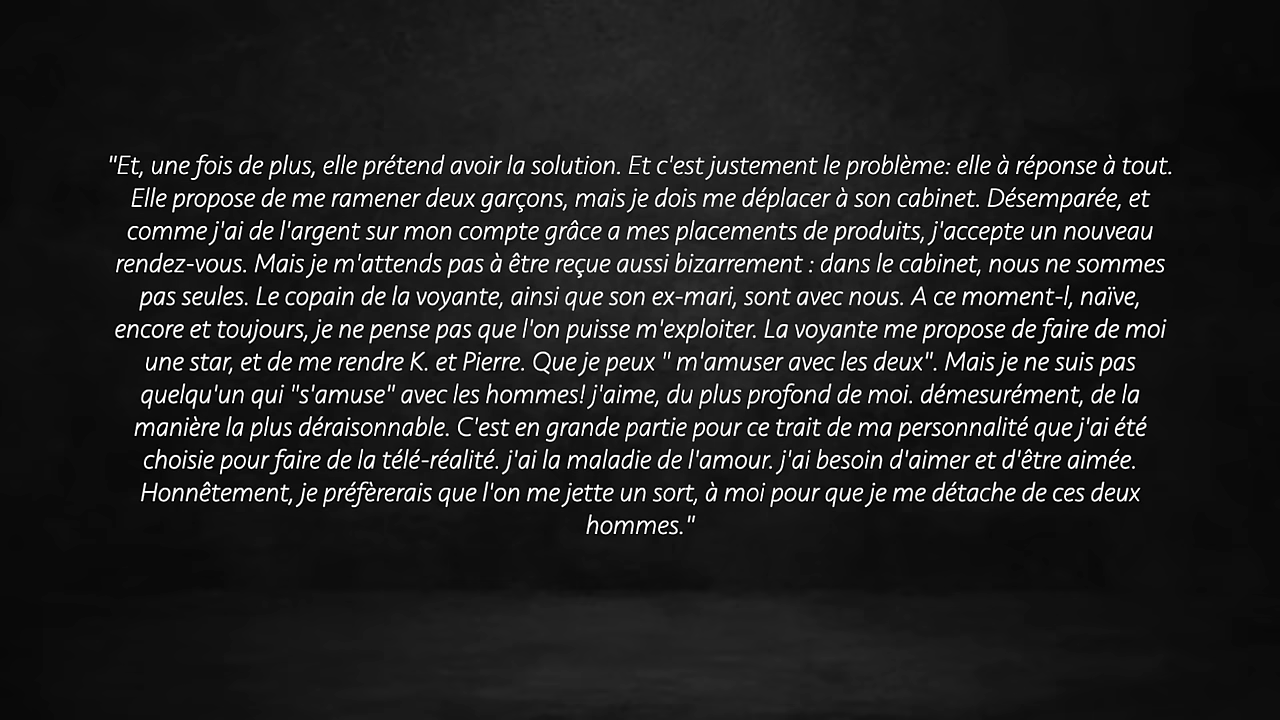 "Et, une fois de plus, elle prétend avoir la solution. Et c'est justement le problème: elle à réponse à tout.
Elle propose de me ramener deux garçons, mais je dois me déplacer à son cabinet. Désemparée, et
comme j'ai de l'argent sur mon compte grâce a mes placements de produits, j'accepte un nouveau
rendez-vous. Mais je m'attends pas à être reçue aussi bizarrement : dans le cabinet, nous ne sommes
pas seules. Le copain de la voyante, ainsi que son ex-mari, sont avec nous. A ce moment-l, naïve,
encore et toujours, je ne pense pas que l'on puisse m'exploiter. La voyante me propose de faire de moi
une star, et de me rendre K. et Pierre. Que je peux " m'amuser avec les deux". Mais je ne suis pas
quelqu'un qui "s'amuse" avec les hommes! j'aime, du plus profond de moi. démesurément, de la
manière la plus déraisonnable. C'est en grande partie pour ce trait de ma personnalité que j'ai été
choisie pour faire de la télé-réalité. j'ai la maladie de l'amour. j'ai besoin d'aimer et d'être aimée.
Honnêtement, je préfèrerais que l'on me jette un sort, à moi pour que je me détache de ces deux
hommes."